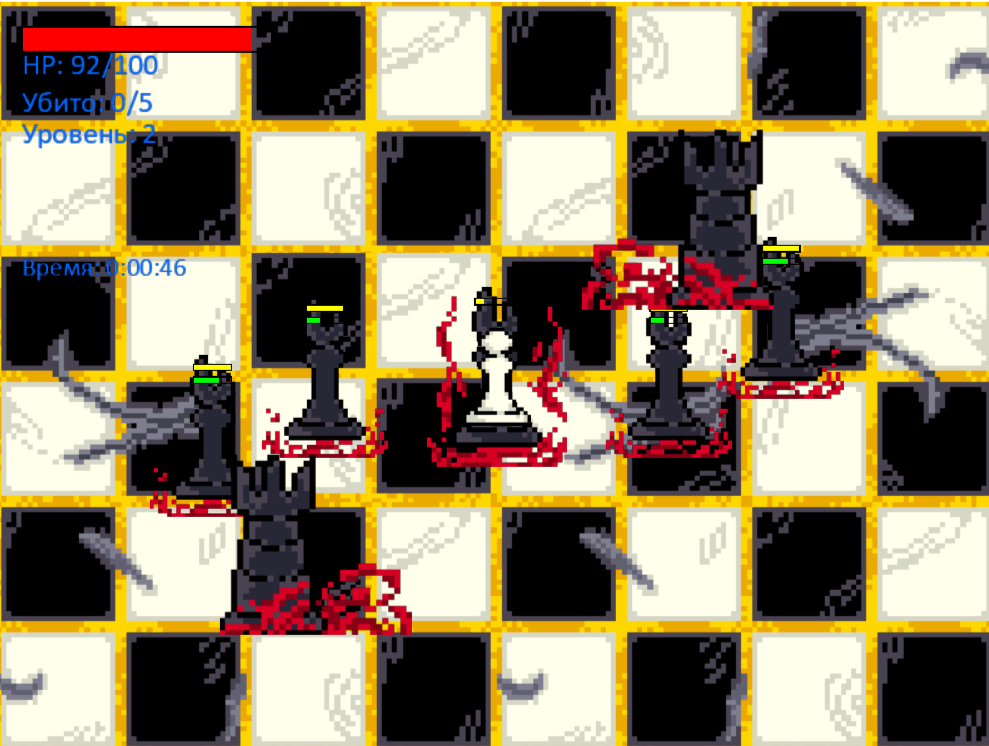 HP: 92/100
Убито: 0/5
Уровень: 2
Время: 0:00:46